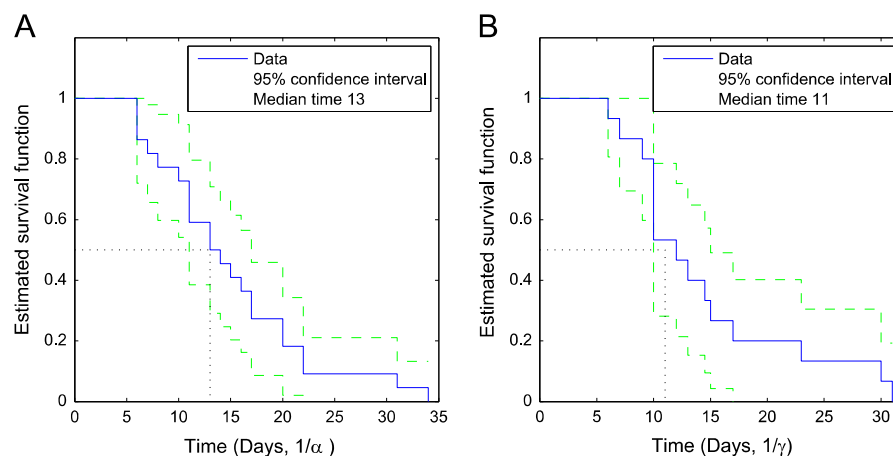 A
Data
95% confidence interval
Median time 13
Estimated survival function
1
0.8
0.6
0.4
0.2
0
0 5 10 15 20 25 30 35
Time (Days, 1/α )
B
Data
95% confidence interval
Median time 11
Estimated survival function
1
0.8
0.6
0.4
0.2
0
0 10 20 30
Time (Days, 1/γ)